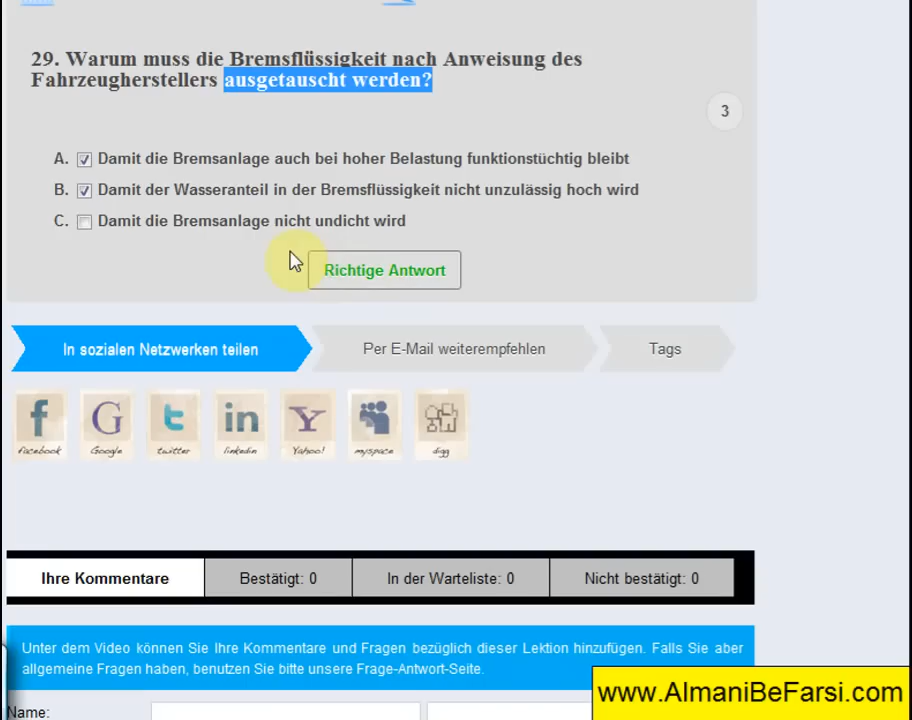 29. Warum muss die Bremsflüssigkeit nach Anweisung des
Fahrzeugherstellers ausgetauscht werden?
3
A. Damit die Bremsanlage auch bei hoher Belastung funktionstüchtig bleibt
B. Damit der Wasseranteil in der Bremsflüssigkeit nicht unzulässig hoch wird
C. Damit die Bremsanlage nicht undicht wird
Richtige Antwort
In sozialen Netzwerken teilen Per E-Mail weiterempfehlen Tags
f G t in Y
facebook Google twitter linkedin Yahoo! myspace digg
Ihre Kommentare Bestätigt: 0 In der Warteliste: 0 Nicht bestätigt: 0
Unter dem Video können Sie Ihre Kommentare und Fragen bezüglich dieser Lektion hinzufügen. Falls Sie aber
allgemeine Fragen haben, benutzen Sie bitte unsere Frage-Antwort-Seite.
www.AlmaniBeFarsi.com
Name: